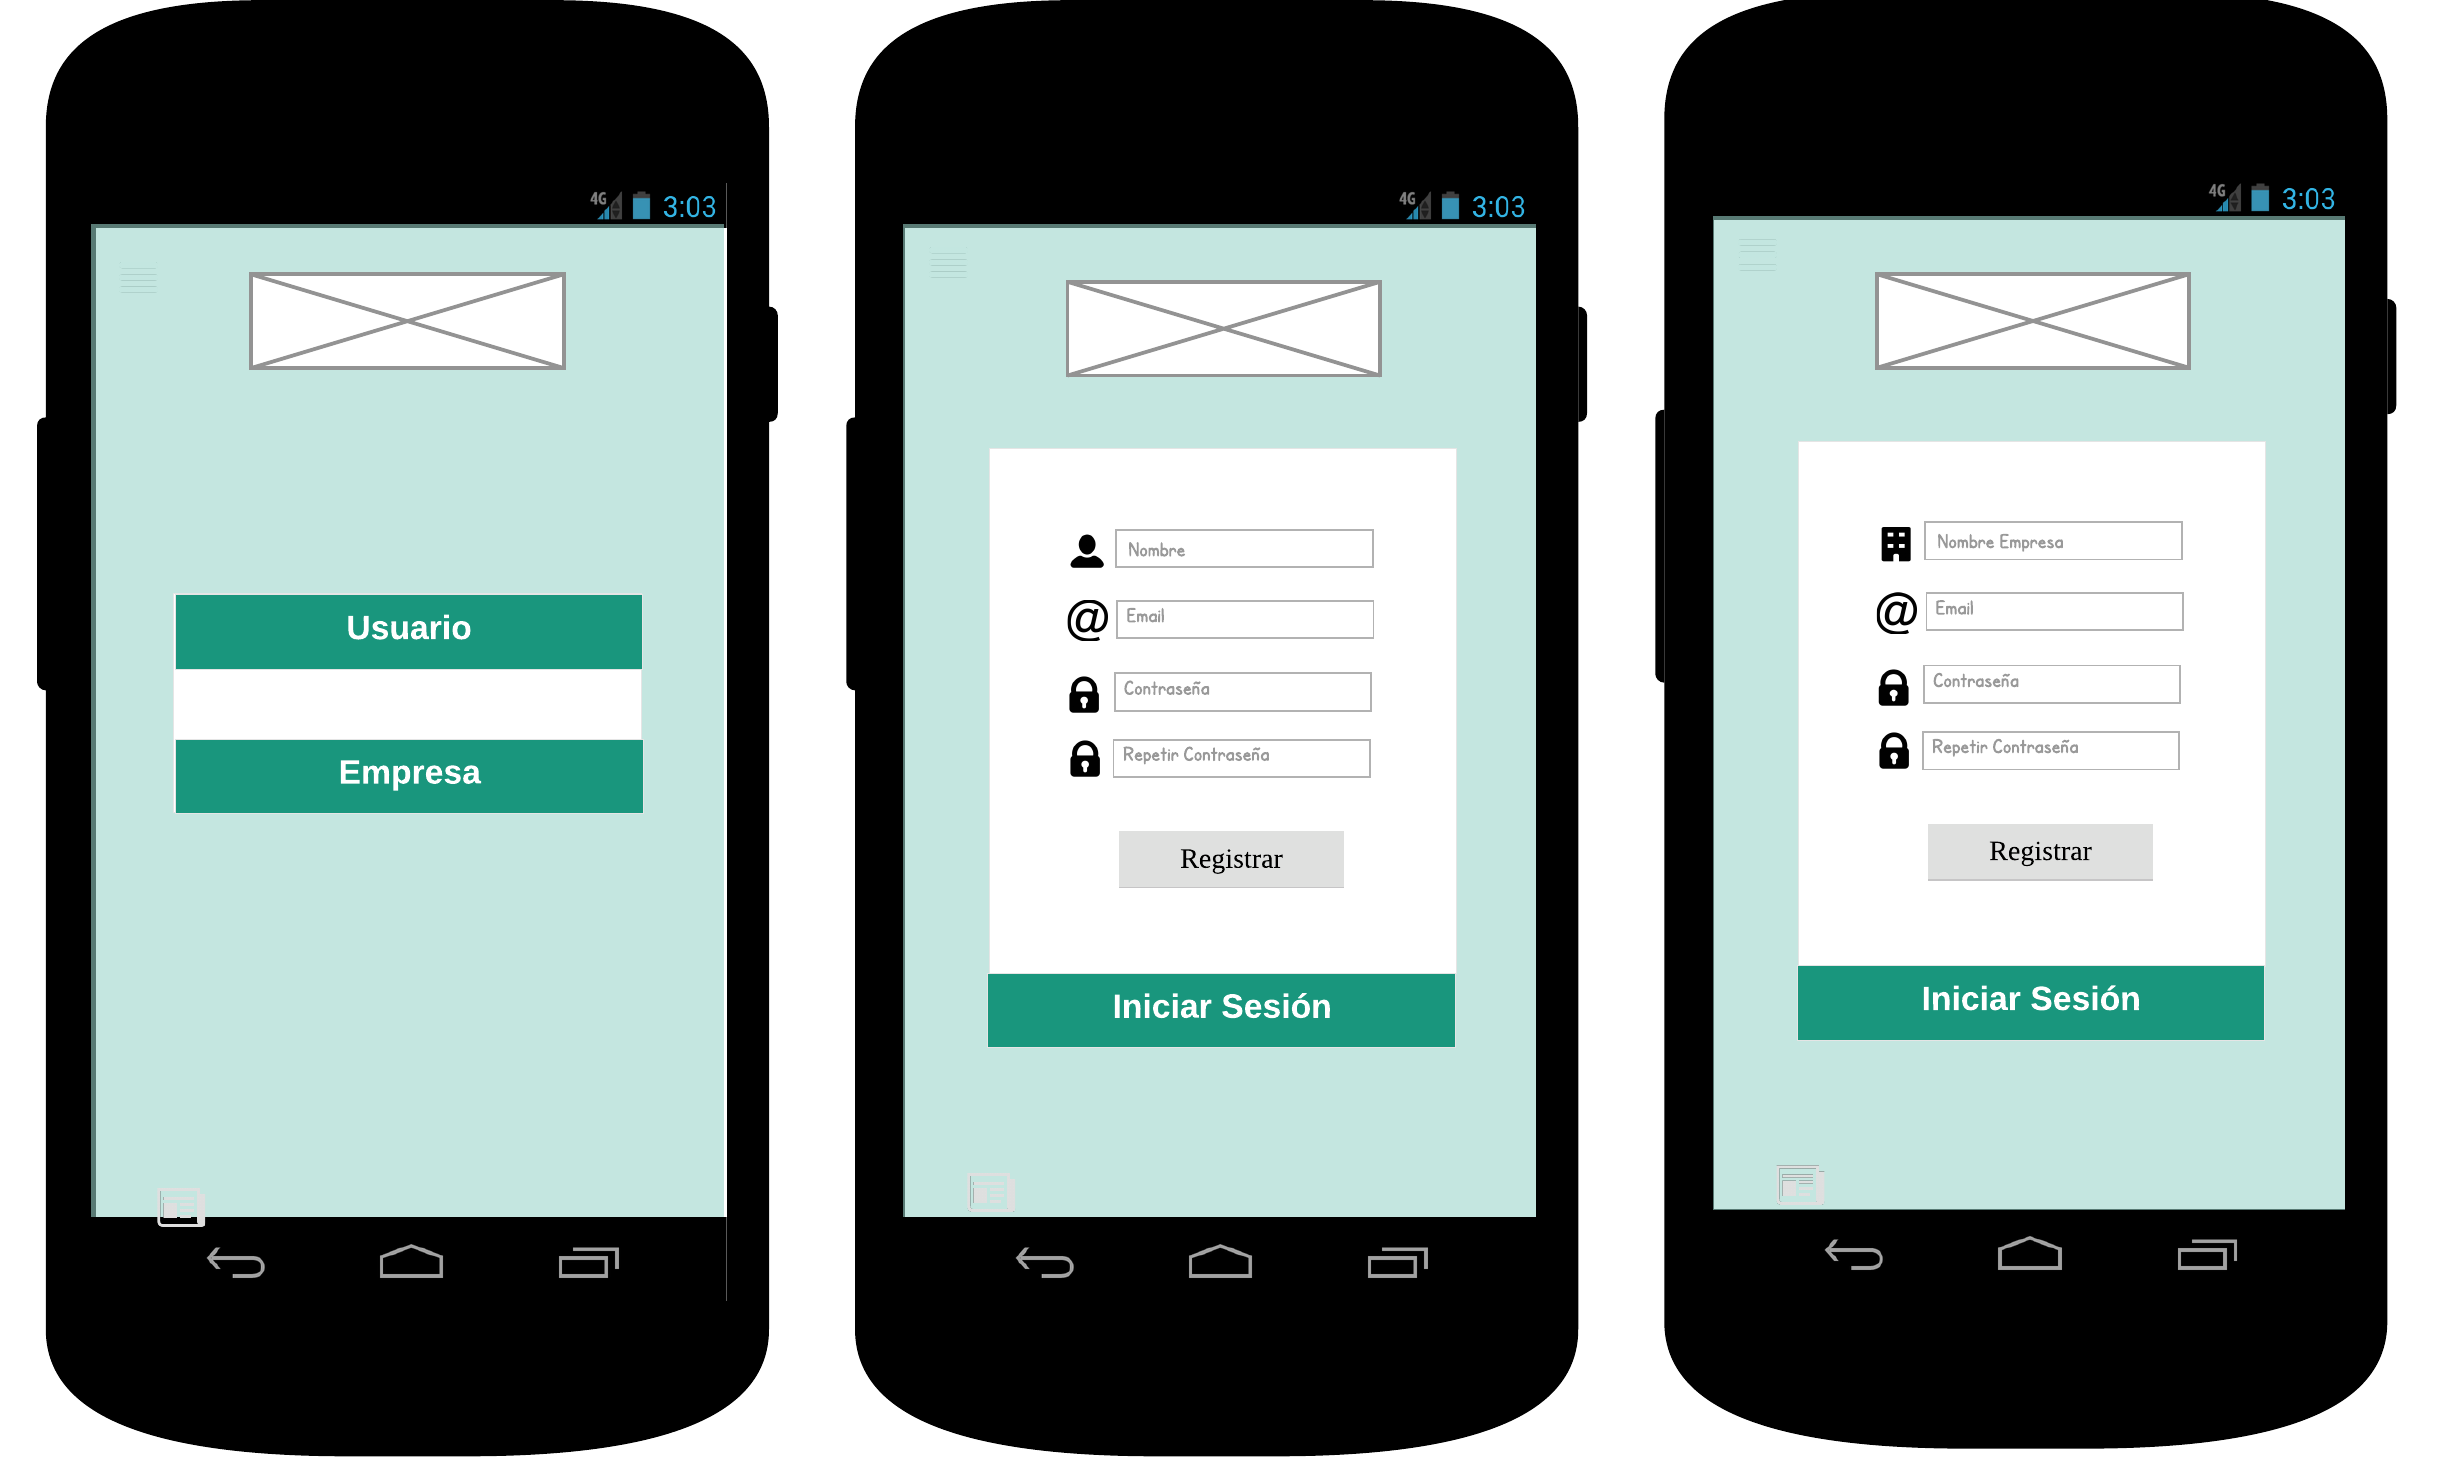 4G 3:03
Usuario
Empresa
4G 3:03
Nombre
@ Email
Contraseña
Repetir Contraseña
Registrar
Iniciar Sesión
4G 3:03
Nombre Empresa
@ Email
Contraseña
Repetir Contraseña
Registrar
Iniciar Sesión